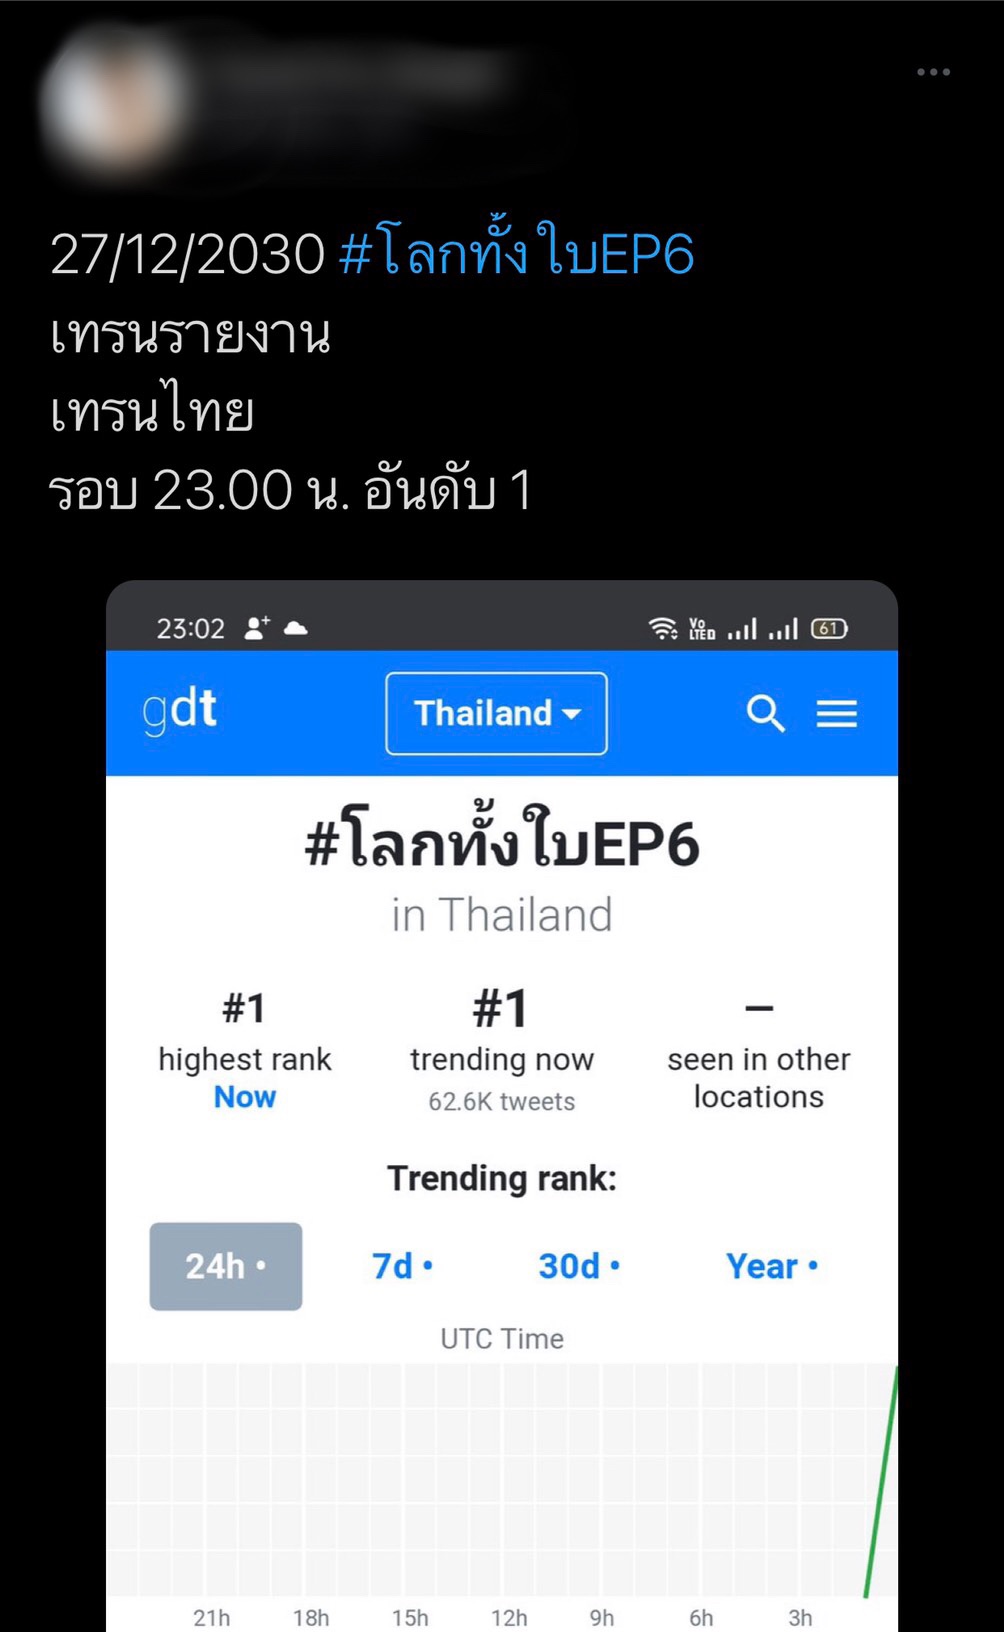 27/12/2030 #โลกทั้งใบEP6
เทรนรายงาน
เทรนไทย
รอบ 23.00 น. อันดับ 1
23:02 Vo LTED 61
gdt Thailand
#โลกทั้งใบEP6
in Thailand
#1 #1 –
highest rank trending now seen in other
Now 62.6K tweets locations
Trending rank:
24h • 7d • 30d • Year •
UTC Time
21h 18h 15h 12h 9h 6h 3h